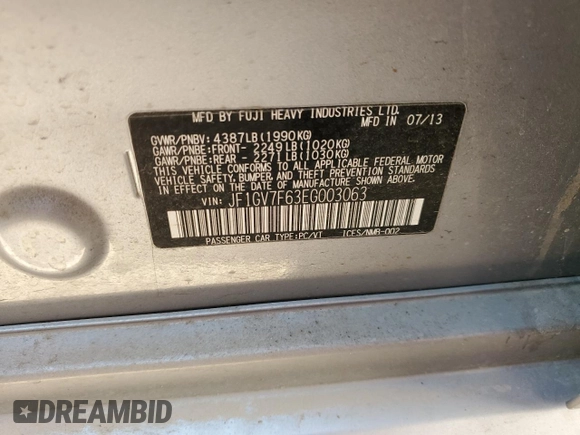 MFD BY FUJI HEAVY INDUSTRIES LTD.
MFD IN 07/13
GVWR/PNBV: 4387LB(1990KG)
GAWR/PNBE:FRONT- 2249LB(1020KG)
GAWR/PNBE:REAR - 2271LB(1030KG)
THIS VEHICLE CONFORMS TO ALL APPLICABLE FEDERAL MOTOR
VEHICLE SAFETY,BUMPER,AND THEFT PREVENTION STANDARDS
IN EFFECT ON THE DATE OF MANUFACTURE SHOWN ABOVE.
VIN: JF1GV7F63EG003063
PASSENGER CAR TYPE:PC/VT ICES/NMB-002
DREAMBID